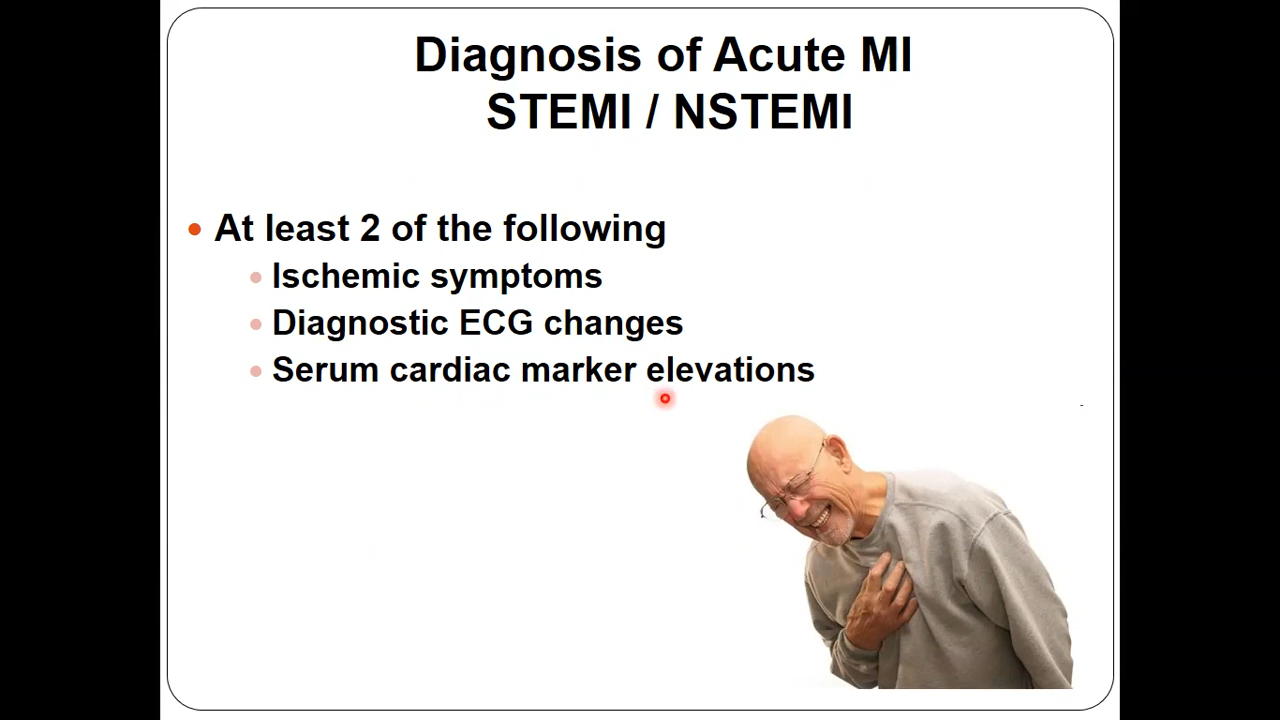 Diagnosis of Acute MI
STEMI / NSTEMI
At least 2 of the following
Ischemic symptoms
Diagnostic ECG changes
Serum cardiac marker elevations